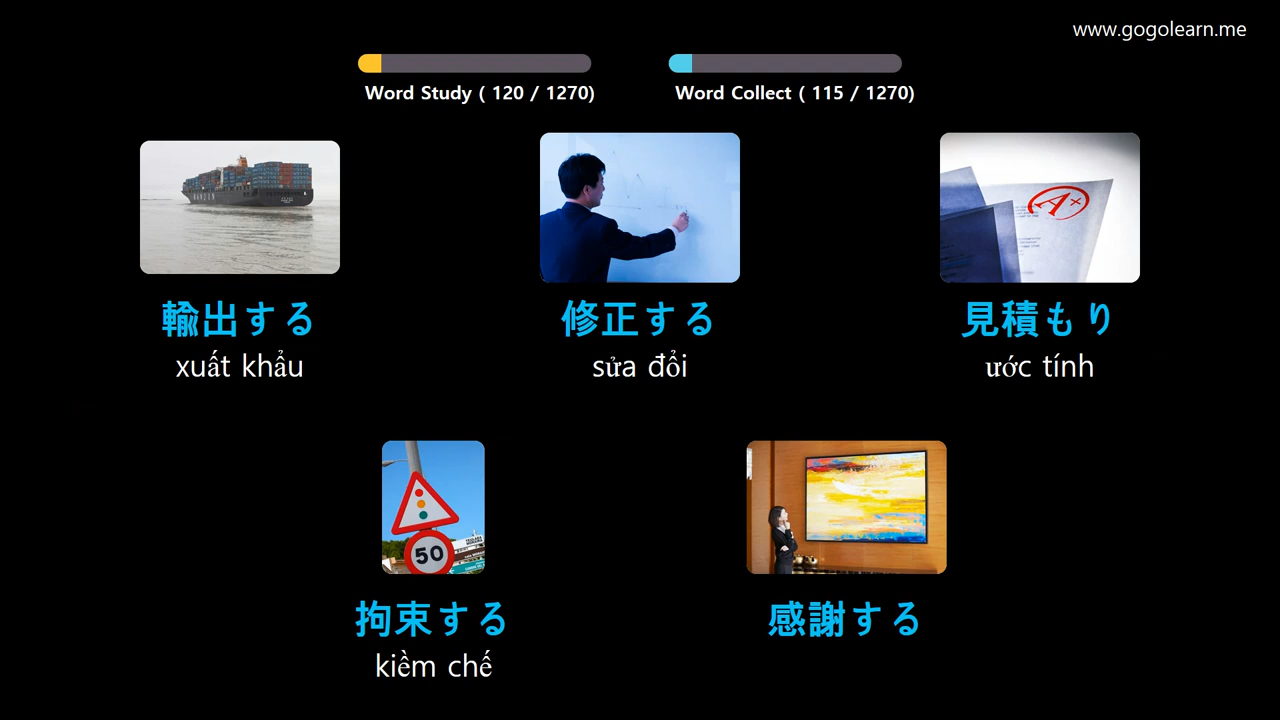 www.gogolearn.me
Word Study ( 120 / 1270)
Word Collect ( 115 / 1270)
HANJIN
A+
輸出する
修正する
見積もり
xuất khẩu
sửa đổi
ước tính
50
拘束する
感謝する
kiềm chế